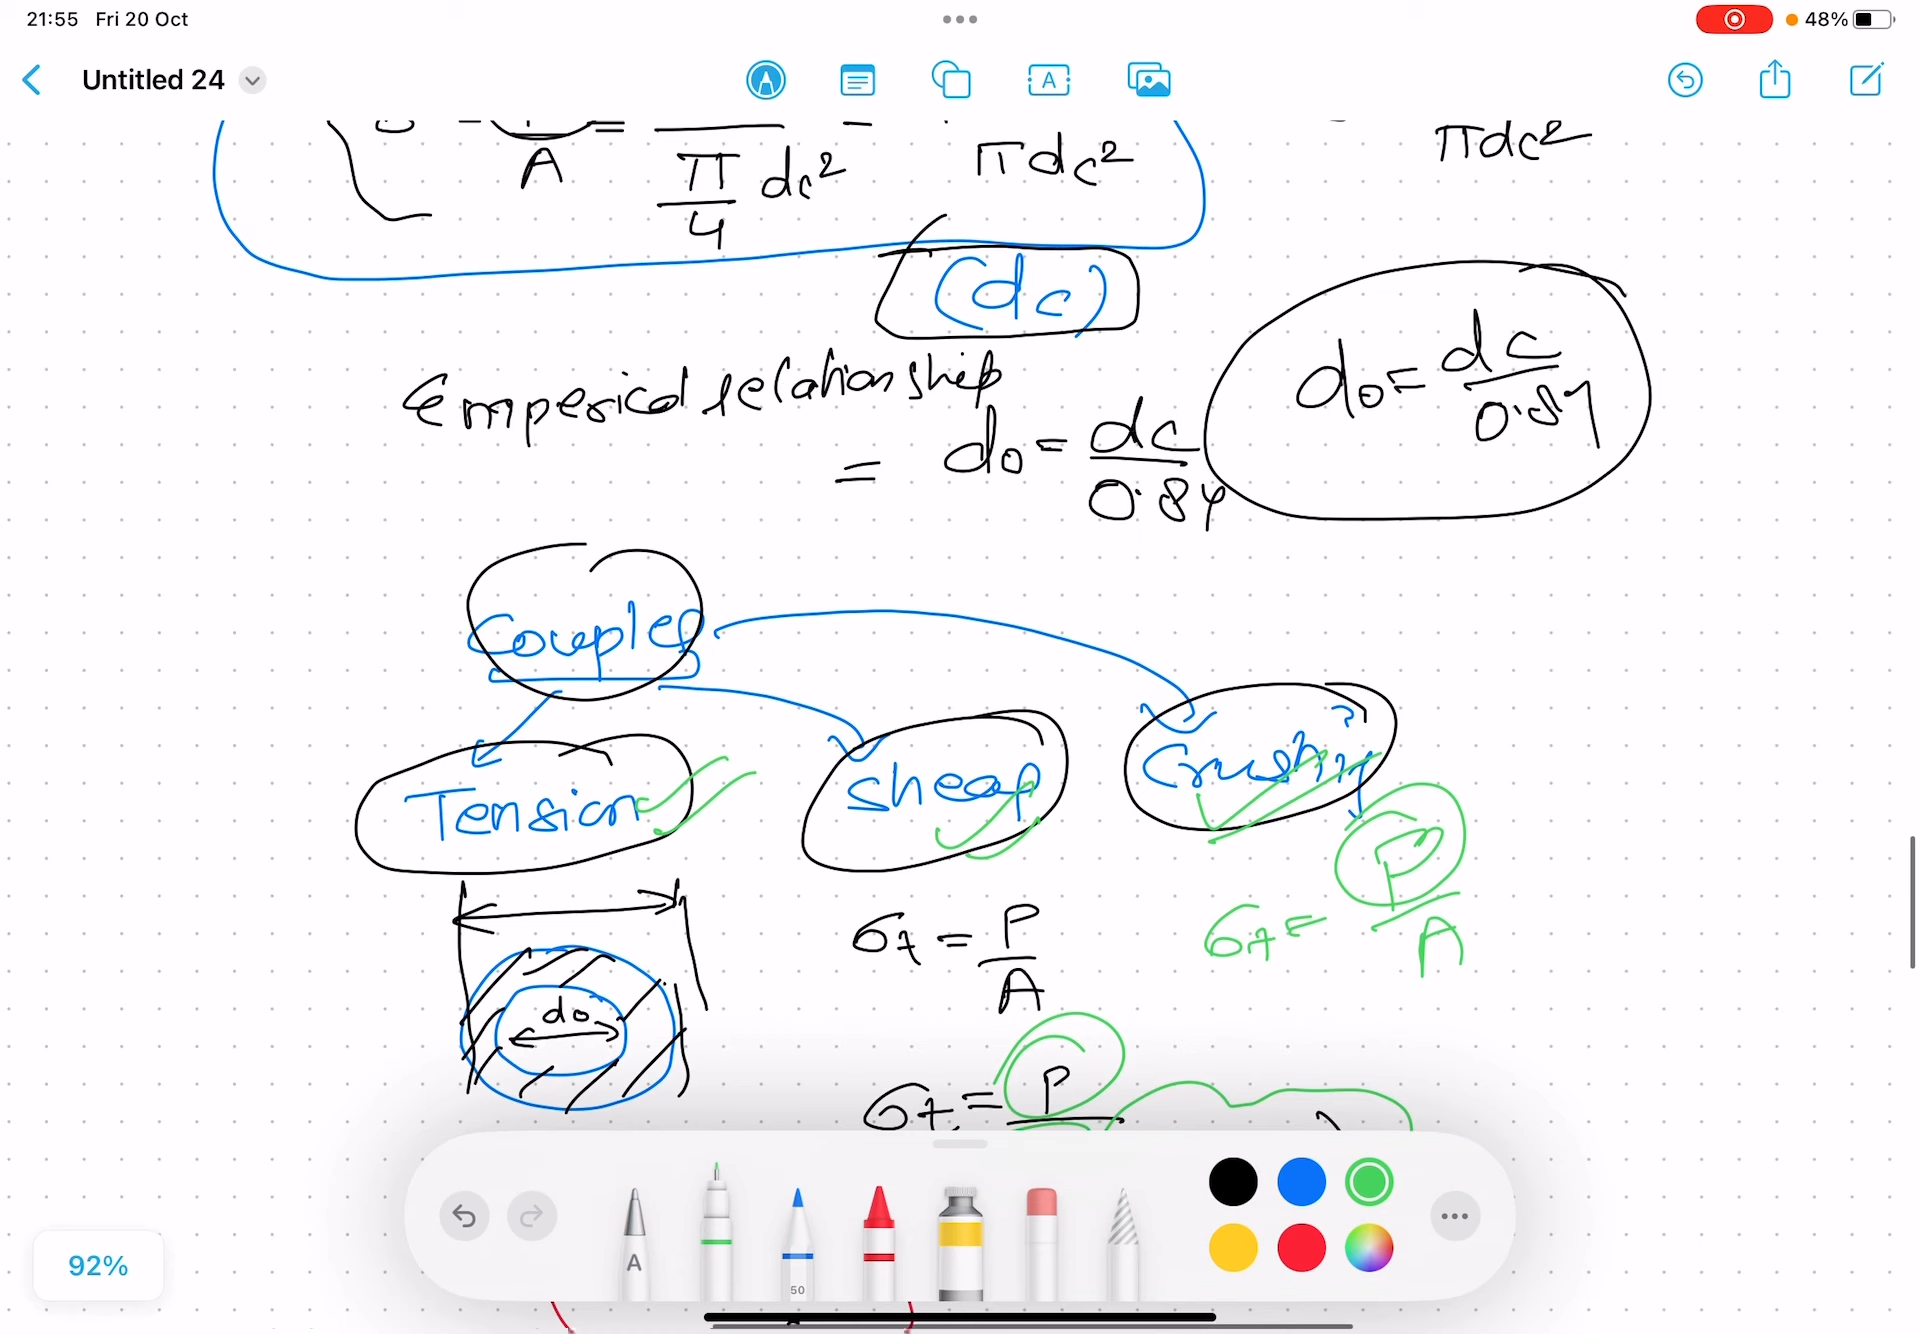 21:55 Fri 20 Oct
48%
Untitled 24
A
A
π/4 dc²
πdc²
πdc²
(dc)
Emperical relationship
= do = dc/0.84
do = dc/0.84
Coupler
Tension
shear
Crushing
do
σt = P/A
σt = P/A
σt = P
A
50
92%